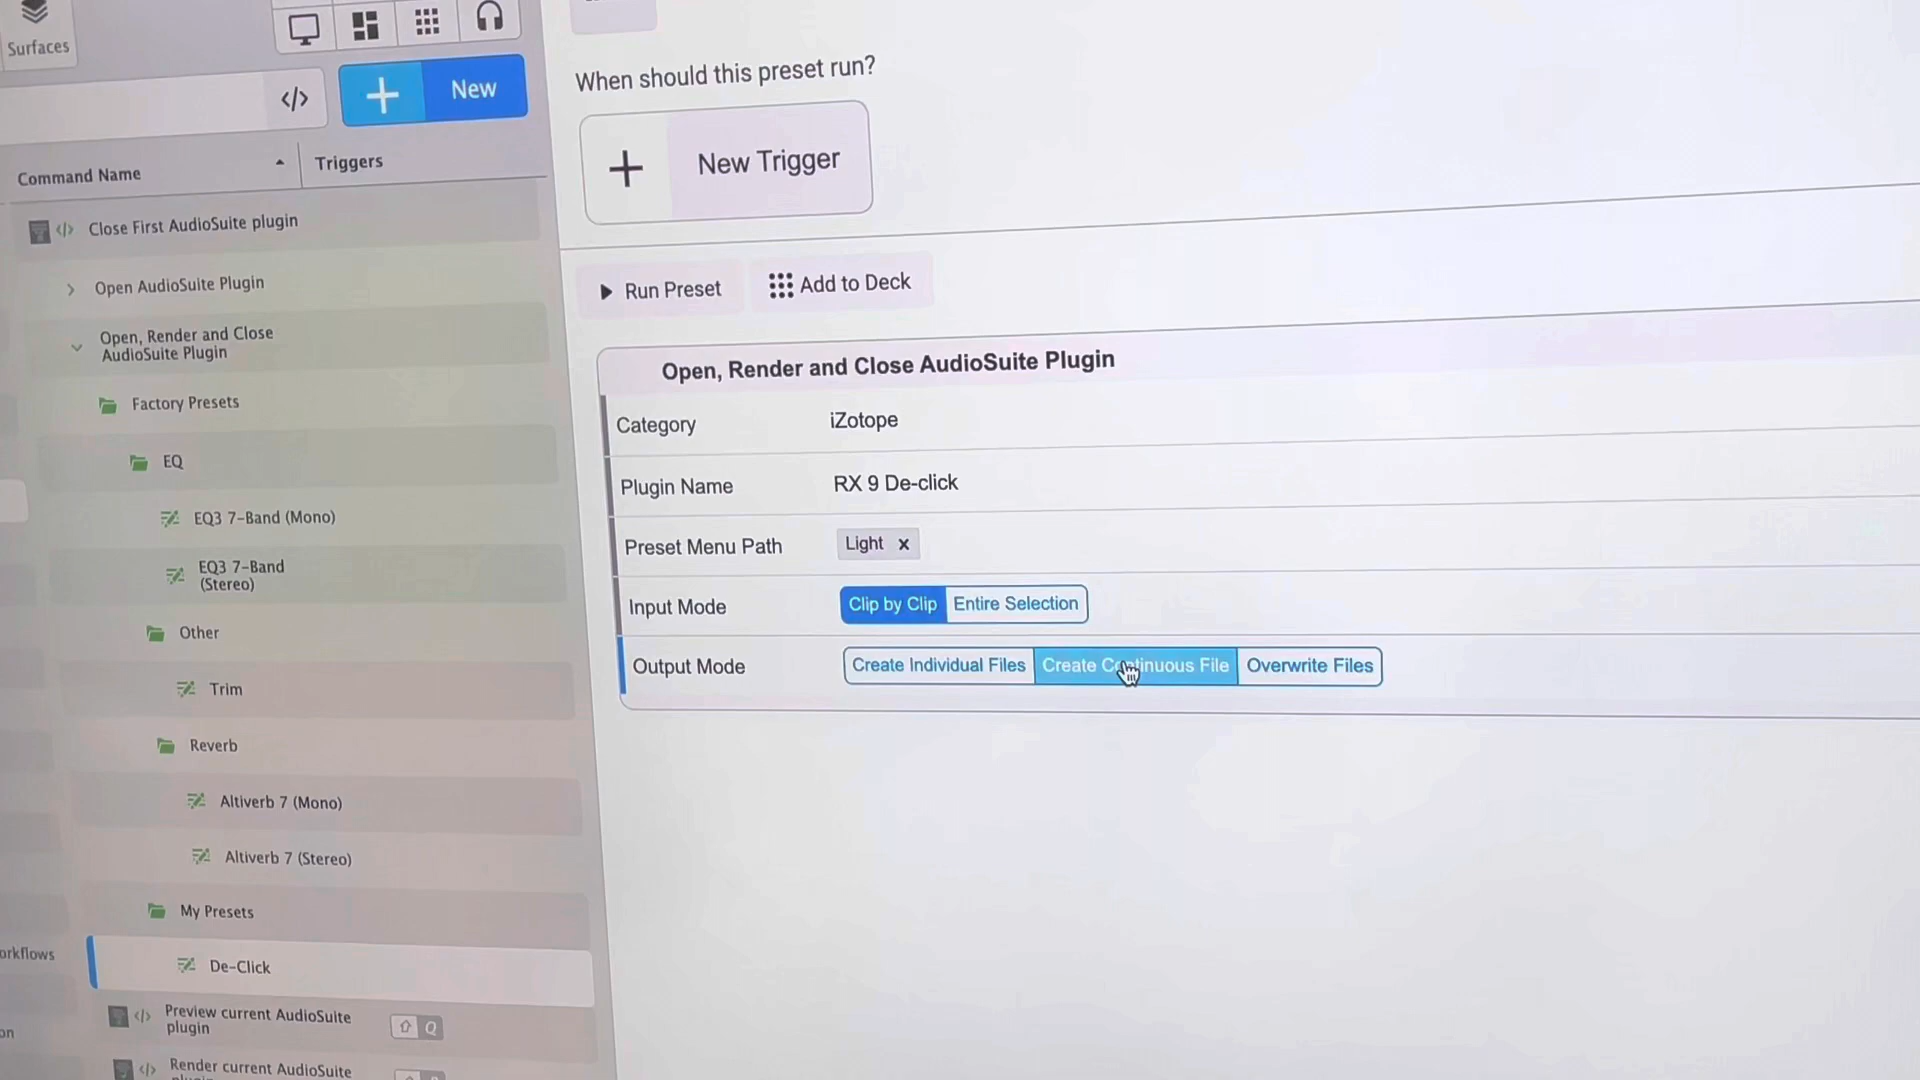 Surfaces
</>
New
Command Name
Triggers
</> Close First AudioSuite plugin
Open AudioSuite Plugin
Open, Render and Close
AudioSuite Plugin
Factory Presets
EQ
EQ3 7-Band (Mono)
EQ3 7-Band
(Stereo)
Other
Trim
Reverb
Altiverb 7 (Mono)
Altiverb 7 (Stereo)
My Presets
orkflows
De-Click
</> Preview current AudioSuite
plugin
Q
on
</> Render current AudioSuite
When should this preset run?
New Trigger
Run Preset
Add to Deck
Open, Render and Close AudioSuite Plugin
Category iZotope
Plugin Name RX 9 De-click
Preset Menu Path Light x
Input Mode Clip by Clip Entire Selection
Output Mode Create Individual Files Create Continuous File Overwrite Files